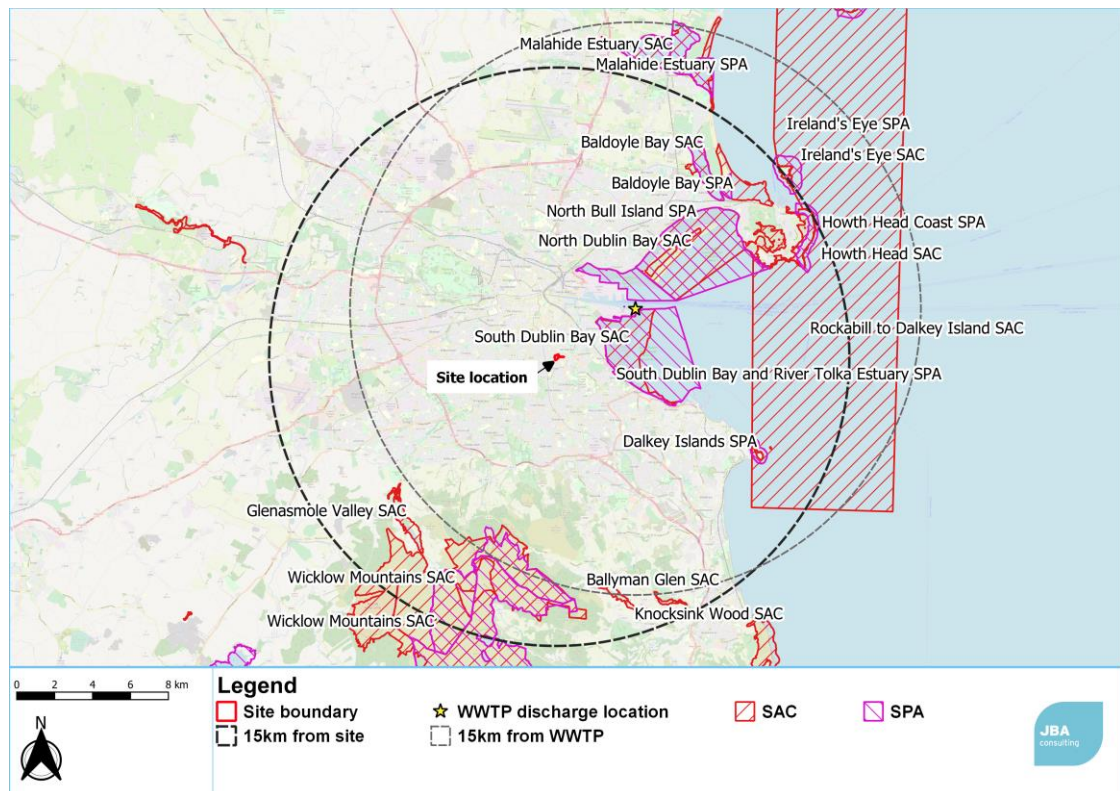 Malahide Estuary SAC
Malahide Estuary SPA
Ireland's Eye SPA
Baldoyle Bay SAC
Ireland's Eye SAC
Baldoyle Bay SPA
North Bull Island SPA
Howth Head Coast SPA
North Dublin Bay SAC
Howth Head SAC
Rockabill to Dalkey Island SAC
South Dublin Bay SAC
Site location
South Dublin Bay and River Tolka Estuary SPA
Dalkey Islands SPA
Glenasmole Valley SAC
Wicklow Mountains SAC
Ballyman Glen SAC
Knocksink Wood SAC
Wicklow Mountains SAC
0 2 4 6 8 km
N
Legend
Site boundary
WWTP discharge location
SAC
SPA
15km from site
15km from WWTP
JBA
consulting